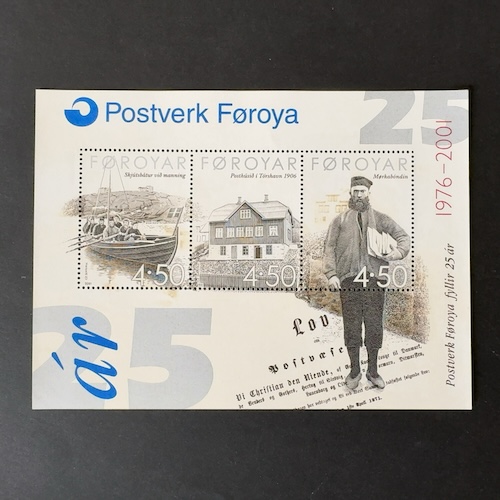 25
Postverk Føroya
1976-2001
FØROYAR
Skjútsbátur við manning
4·50
FØROYAR
Posthúsið í Tórshavn 1906
4·50
FØROYAR
Mørkabóndin
4·50
Postverk Føroya fyllir 25 ár
25
ár
Lov
Postvæse
Vi Christian den Niende, af